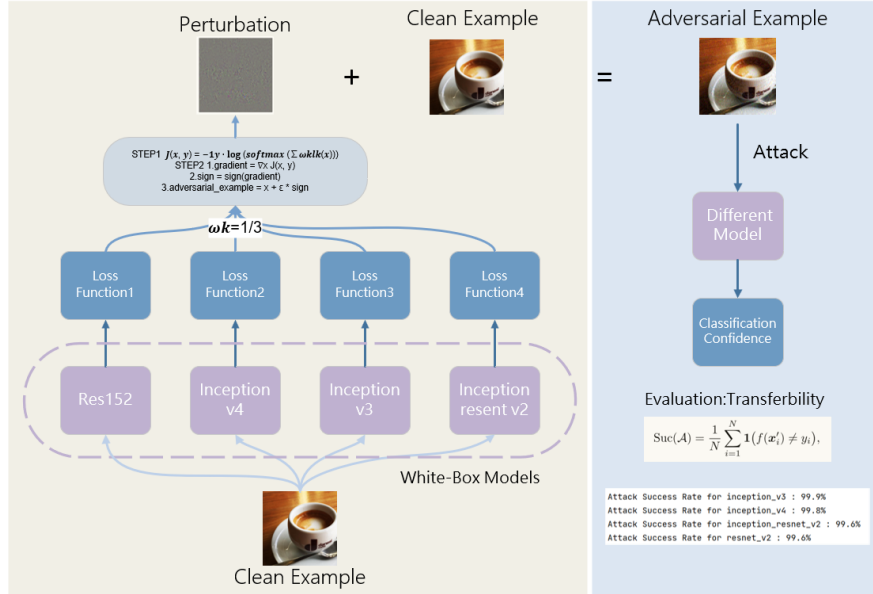 Perturbation
Clean Example
Adversarial Example
+
=
STEP1 J(x, y) = −1y · log (softmax (Σ ωklk(x)))
STEP2 1.gradient = ∇x J(x, y)
2.sign = sign(gradient)
3.adversarial_example = x + ε * sign
Attack
ωk=1/3
Different
Model
Loss
Function1
Loss
Function2
Loss
Function3
Loss
Function4
Classification
Confidence
Res152
Inception
v4
Inception
v3
Inception
resent v2
White-Box Models
Clean Example
Evaluation:Transferbility
Suc(𝒜) = 1/N ∑_{i=1}^{N} 1(f(x′_i) ≠ y_i),
Attack Success Rate for inception_v3 : 99.9%
Attack Success Rate for inception_v4 : 99.8%
Attack Success Rate for inception_resnet_v2 : 99.6%
Attack Success Rate for resnet_v2 : 99.6%